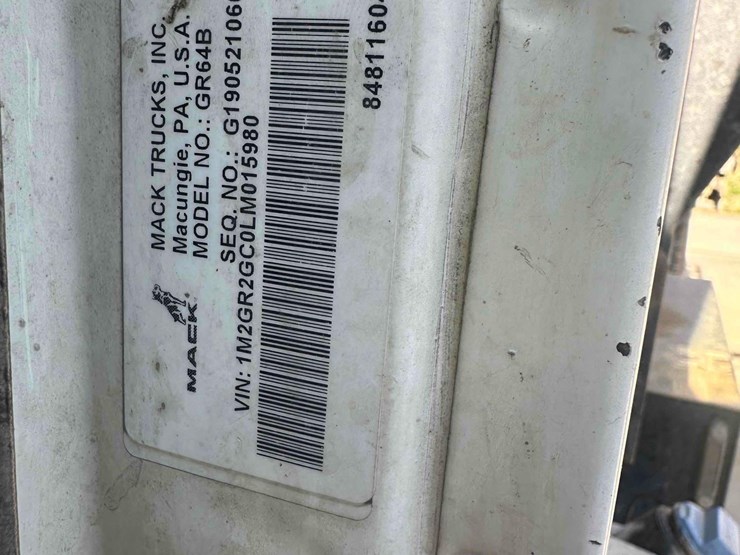 MACK
MACK TRUCKS, INC.
Macungie, PA, U.S.A.
MODEL NO.: GR64B
SEQ. NO.: G190521060
VIN: 1M2GR2GC0LM015980
8481160